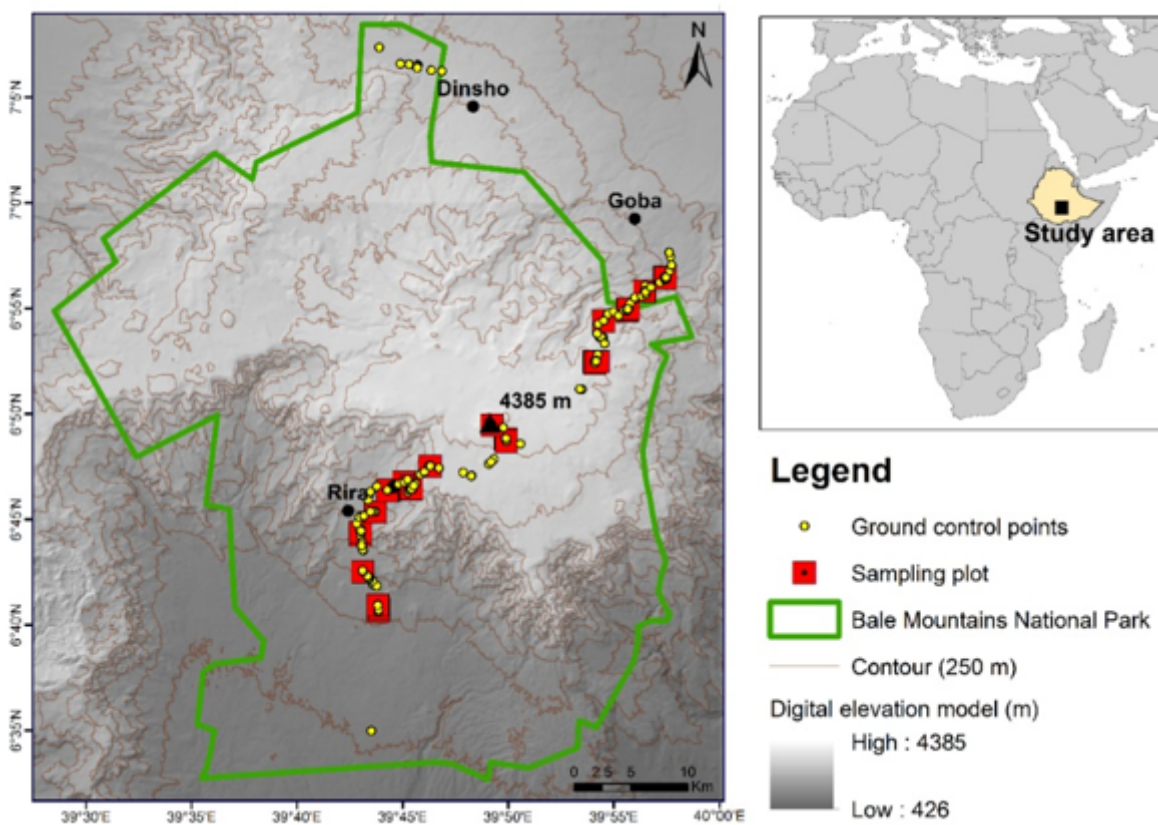 N
Dinsho
Goba
4385 m
Rira
7°5'N
7°0'N
6°55'N
6°50'N
6°45'N
6°40'N
6°35'N
0 2.5 5 10
Km
39°30'E 39°35'E 39°40'E 39°45'E 39°50'E 39°55'E 40°00'E
Study area
Legend
Ground control points
Sampling plot
Bale Mountains National Park
Contour (250 m)
Digital elevation model (m)
High : 4385
Low : 426